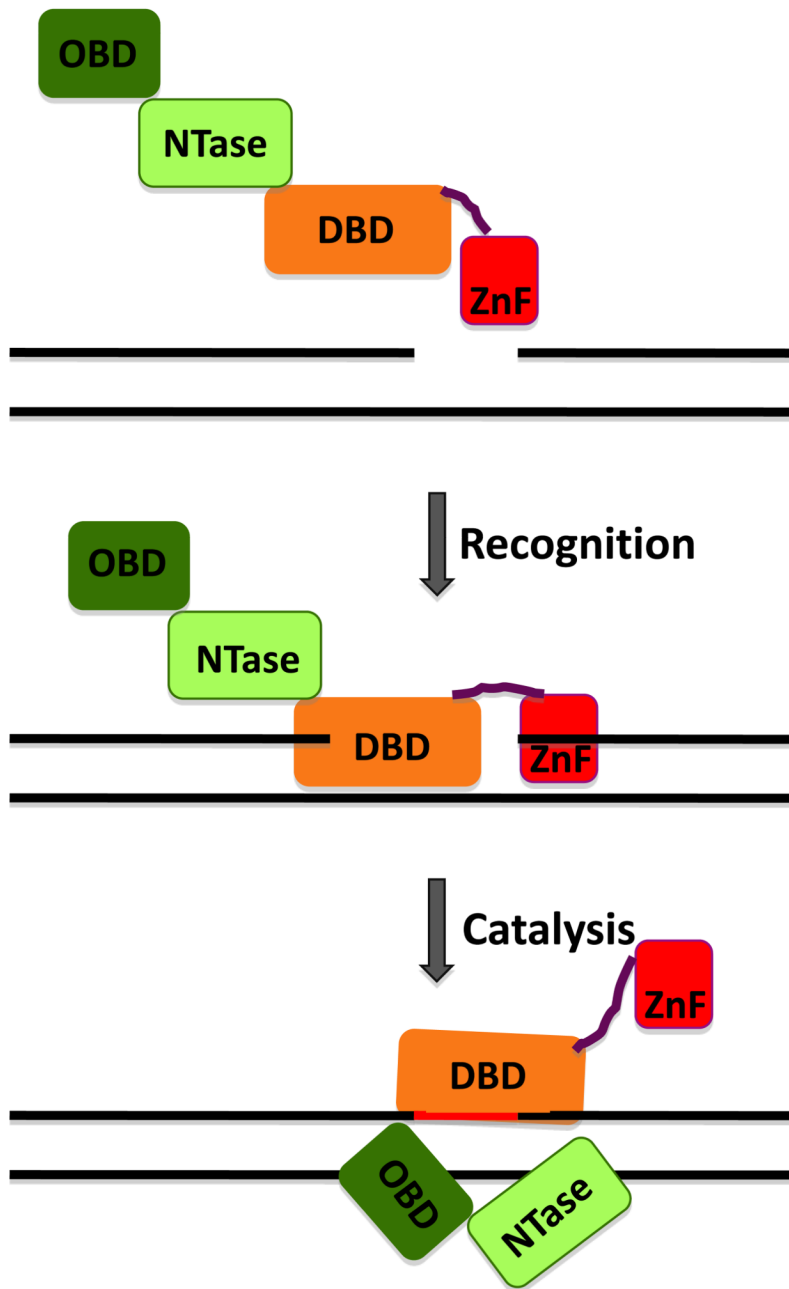 OBD
NTase
DBD
ZnF
Recognition
OBD
NTase
DBD
ZnF
Catalysis
ZnF
DBD
OBD
NTase